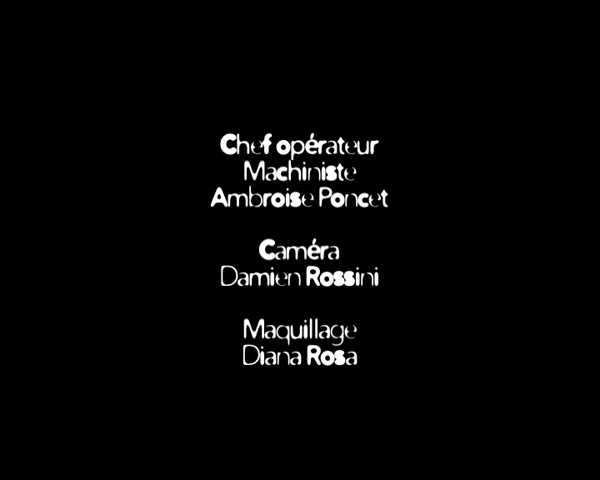 Chef opérateur
Machiniste
Ambroise Poncet
Caméra
Damien Rossini
Maquillage
Diana Rosa